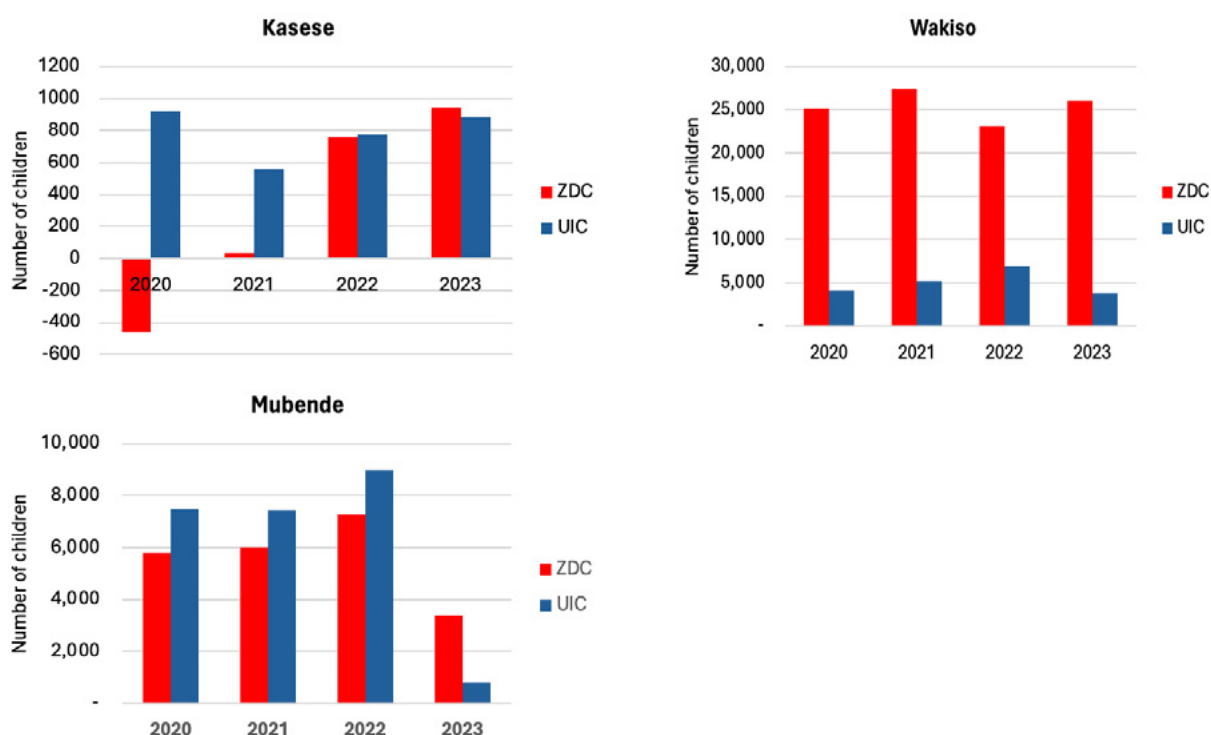 Kasese
Number of children
1200
1000
800
600
400
200
0
-200
-400
-600
2020 2021 2022 2023
ZDC
UIC
Wakiso
Number of children
30,000
25,000
20,000
15,000
10,000
5,000
-
2020 2021 2022 2023
ZDC
UIC
Mubende
Number of children
10,000
8,000
6,000
4,000
2,000
-
2020 2021 2022 2023
ZDC
UIC